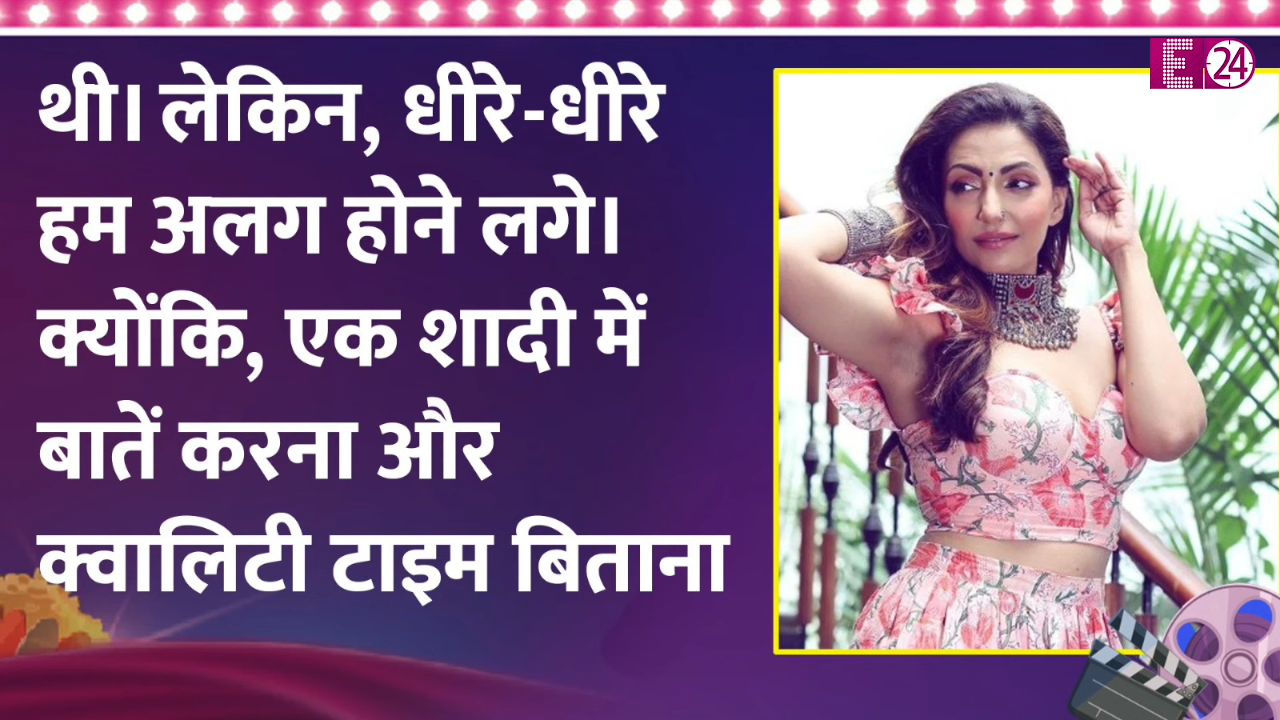 E24
थी। लेकिन, धीरे-धीरे
हम अलग होने लगे।
क्योंकि, एक शादी में
बातें करना और
क्वालिटी टाइम बिताना